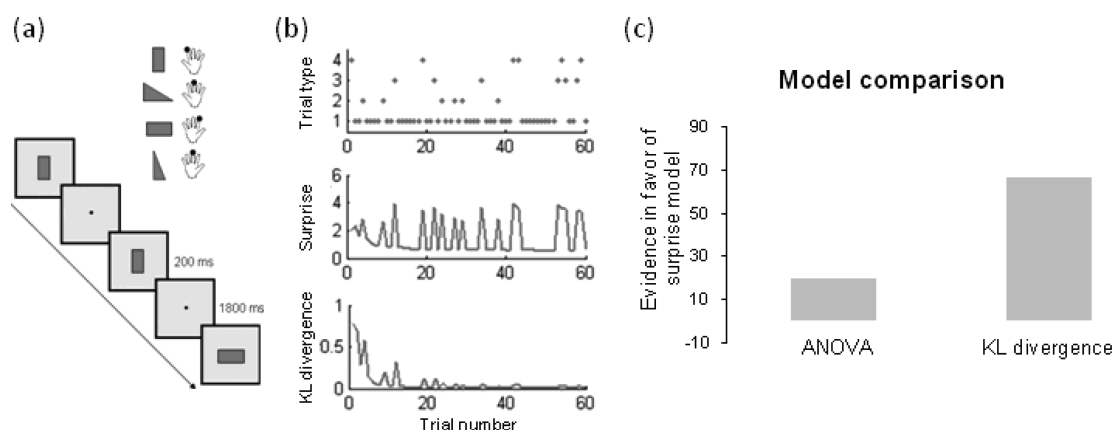 (a)
200 ms
1800 ms
(b)
Trial type
4
3
2
1
0
20
40
60
Surprise
6
4
2
0
0
20
40
60
KL divergence
1
0.5
0
0
20
40
60
Trial number
(c)
Model comparison
Evidence in favor of
surprise model
90
70
50
30
10
-10
ANOVA
KL divergence